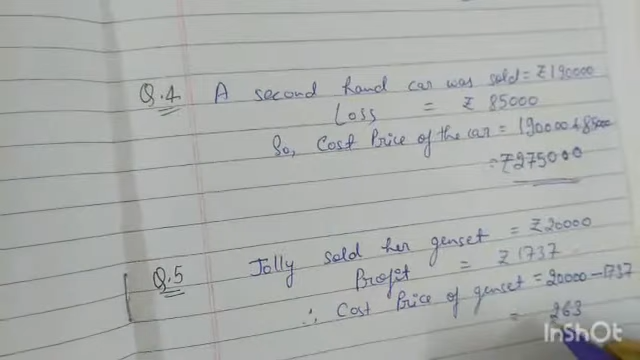 Q.4 A second hand car was sold = ₹190000
Loss = ₹ 85000
So, Cost Price of the car = 190000+85000
= ₹275000
Q.5 Jolly sold her genset = ₹20000
Profit = ₹1737
∴ Cost Price of genset = 20000-1737
= 263
InShOt